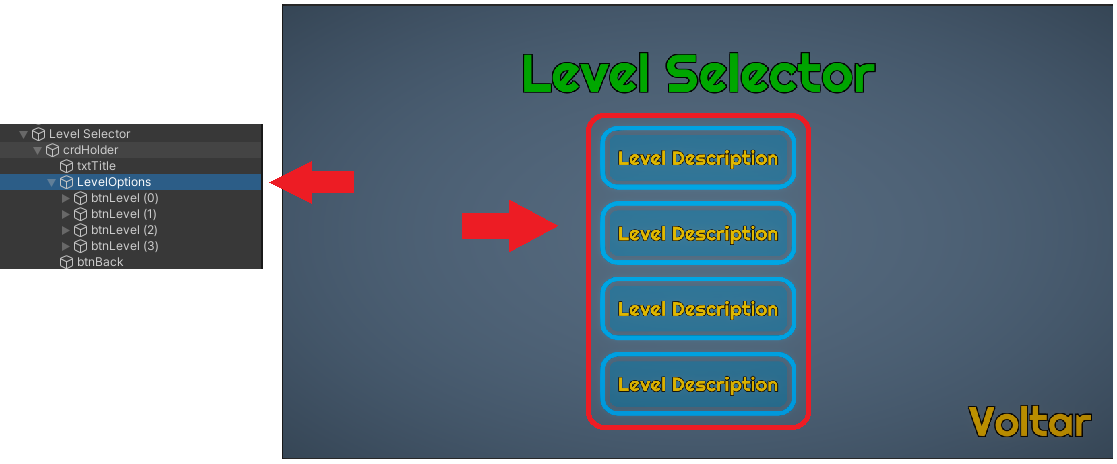 Level Selector
crdHolder
txtTitle
LevelOptions
btnLevel (0)
btnLevel (1)
btnLevel (2)
btnLevel (3)
btnBack
Level Selector
Level Description
Level Description
Level Description
Level Description
Voltar